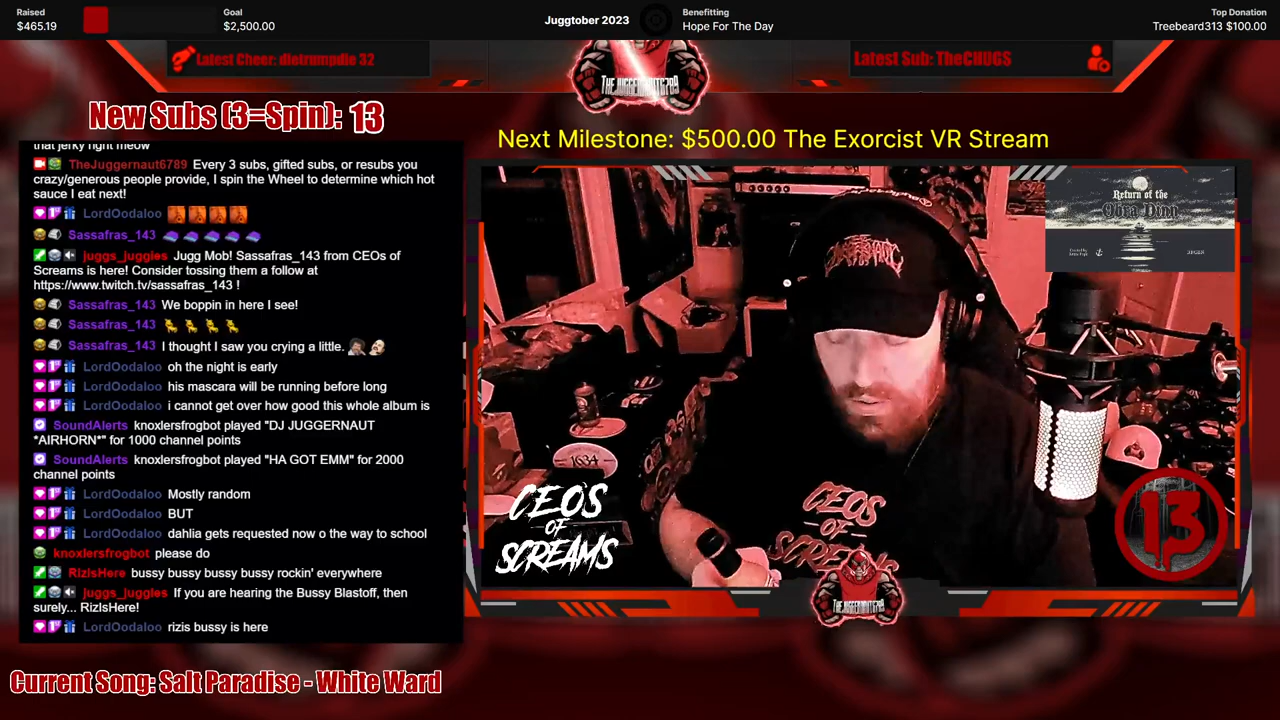 Raised
$465.19
Goal
$2,500.00
Juggtober 2023
Benefitting
Hope For The Day
Top Donation
Treebeard313 $100.00
Latest Cheer: dietrumpdie 32
THEJUGGERNAUT6789
Latest Sub: TheCHUGS
New Subs (3=Spin): 13
Next Milestone: $500.00 The Exorcist VR Stream
that jerky right meow
TheJuggernaut6789 Every 3 subs, gifted subs, or resubs you
crazy/generous people provide, I spin the Wheel to determine which hot
sauce I eat next!
LordOodaloo
Sassafras_143
juggs_juggles Jugg Mob! Sassafras_143 from CEOs of
Screams is here! Consider tossing them a follow at
https://www.twitch.tv/sassafras_143 !
Sassafras_143 We boppin in here I see!
Sassafras_143
Sassafras_143 I thought I saw you crying a little.
LordOodaloo oh the night is early
LordOodaloo his mascara will be running before long
LordOodaloo i cannot get over how good this whole album is
SoundAlerts knoxlersfrogbot played "DJ JUGGERNAUT
*AIRHORN*" for 1000 channel points
SoundAlerts knoxlersfrogbot played "HA GOT EMM" for 2000
channel points
LordOodaloo Mostly random
LordOodaloo BUT
LordOodaloo dahlia gets requested now o the way to school
knoxlersfrogbot please do
RizIsHere bussy bussy bussy bussy rockin' everywhere
juggs_juggles If you are hearing the Bussy Blastoff, then
surely... RizIsHere!
LordOodaloo rizis bussy is here
Return of the
Obra Dinn
1634
CEO'S
OF
SCREAMS
CEO'S
OF
SCREAMS
13
THEJUGGERNAUT6789
Current Song: Salt Paradise - White Ward